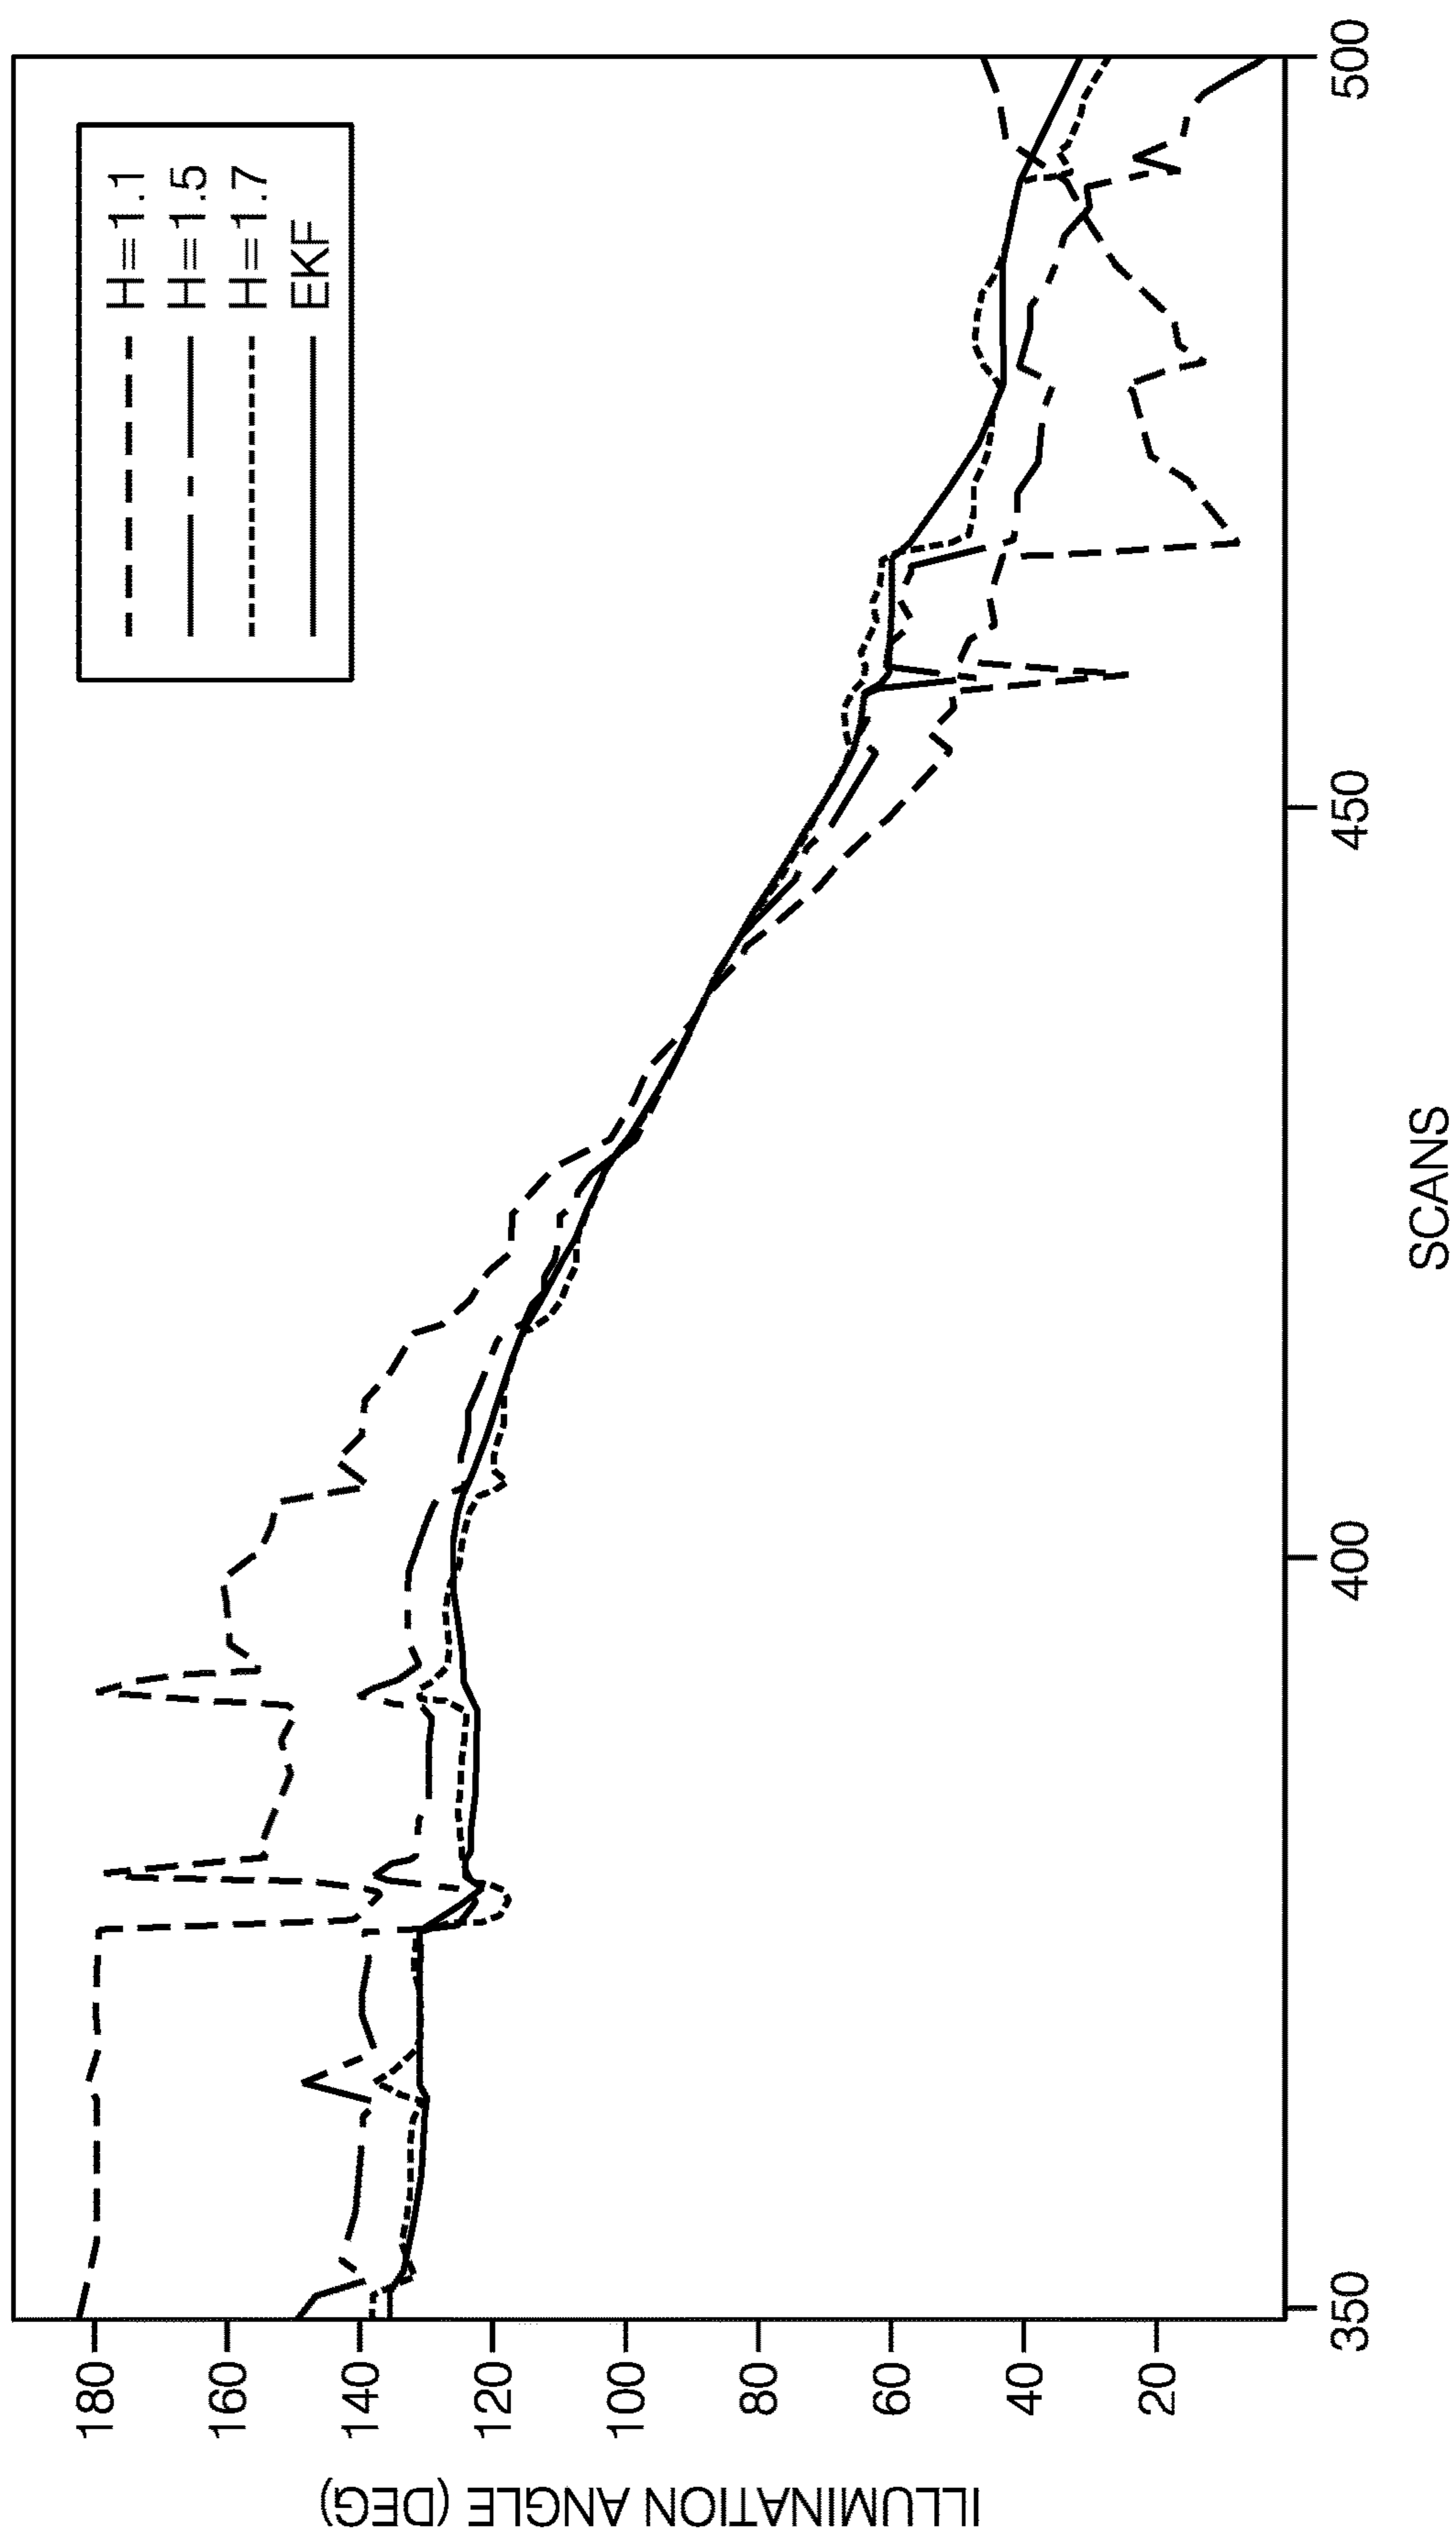 H=1.1
H=1.5
H=1.7
EKF
180
160
140
120
100
80
60
40
20
ILLUMINATION ANGLE (DEG)
350
400
450
500
SCANS